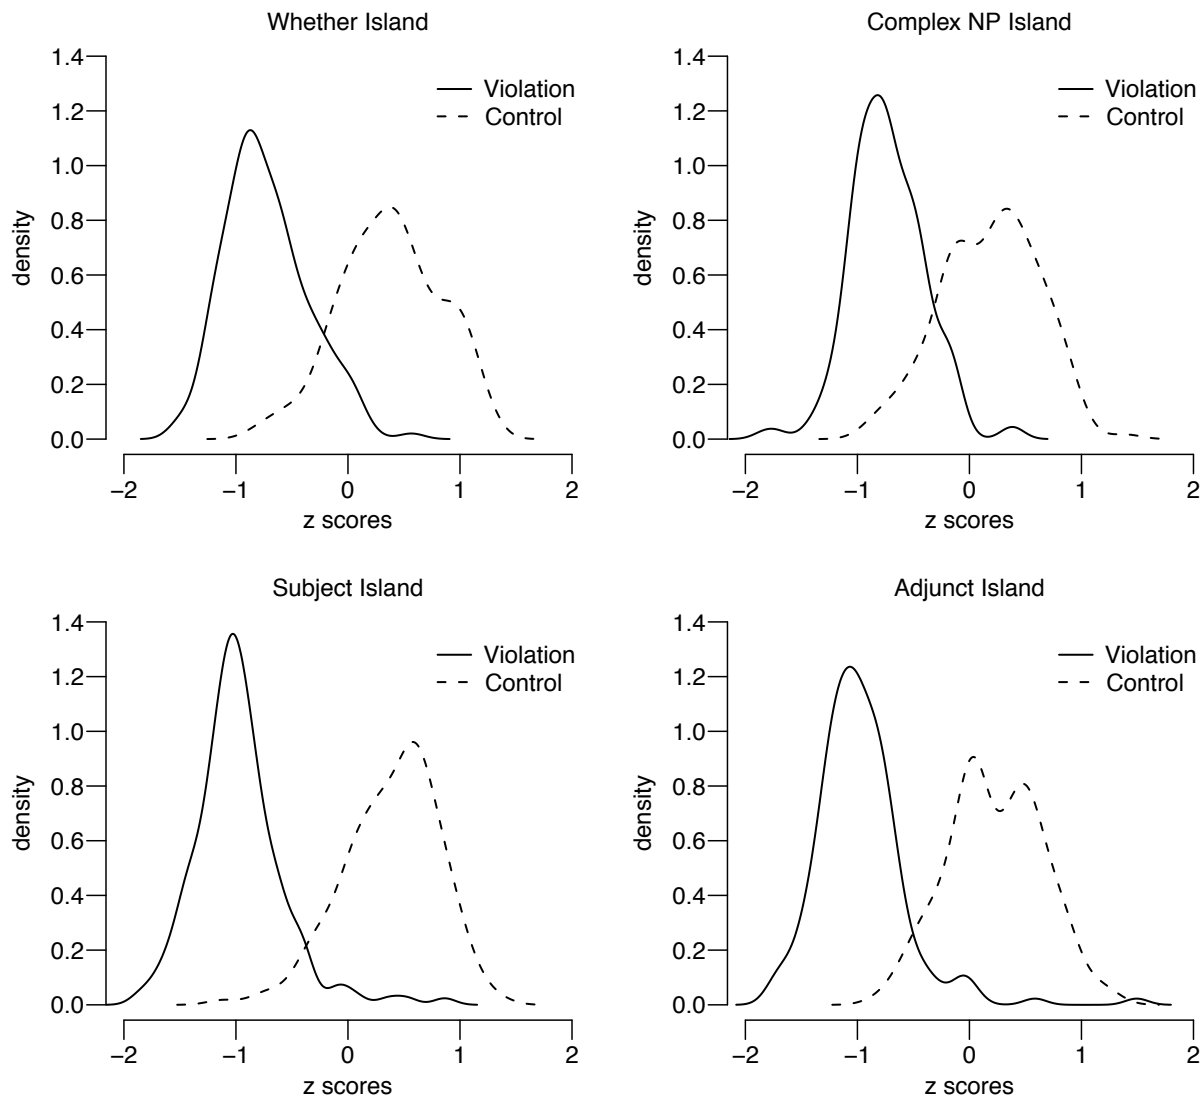 Whether Island
1.4
1.2
1.0
0.8
0.6
0.4
0.2
0.0
density
Violation
Control
−2 −1 0 1 2
z scores
Complex NP Island
1.4
1.2
1.0
0.8
0.6
0.4
0.2
0.0
density
Violation
Control
−2 −1 0 1 2
z scores
Subject Island
1.4
1.2
1.0
0.8
0.6
0.4
0.2
0.0
density
Violation
Control
−2 −1 0 1 2
z scores
Adjunct Island
1.4
1.2
1.0
0.8
0.6
0.4
0.2
0.0
density
Violation
Control
−2 −1 0 1 2
z scores